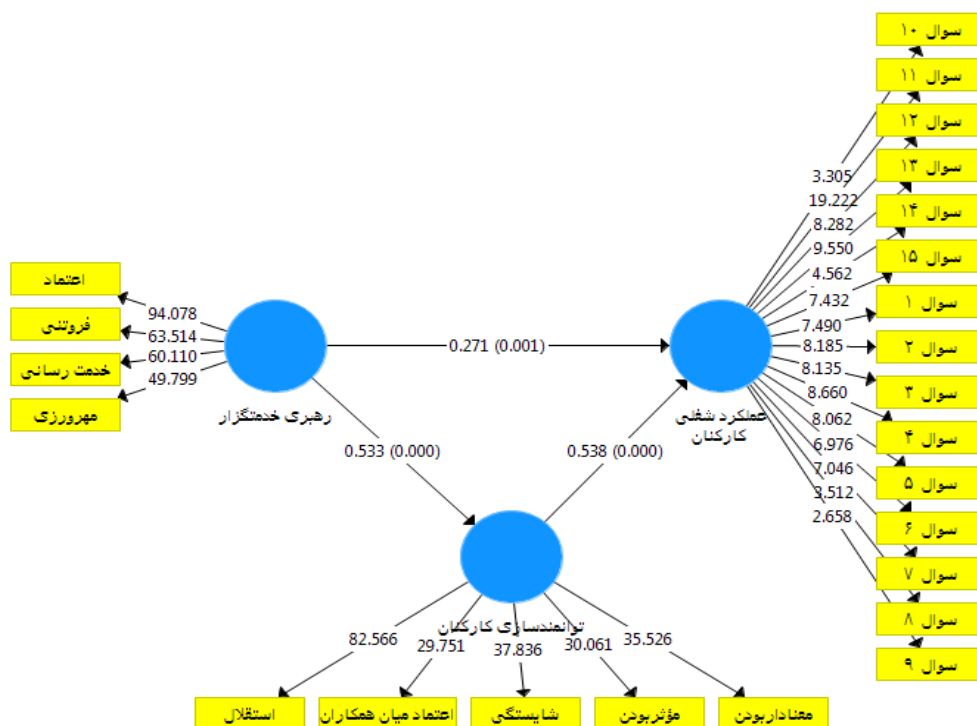 سوال ۱۰
سوال ۱۱
سوال ۱۲
سوال ۱۳
سوال ۱۴
سوال ۱۵
سوال ۱
سوال ۲
سوال ۳
سوال ۴
سوال ۵
سوال ۶
سوال ۷
سوال ۸
سوال ۹
3.305
19.222
8.282
9.550
4.562
7.432
7.490
8.185
8.135
8.660
8.062
6.976
7.046
3.512
2.658
عملکرد شغلی
کارکنان
0.271 (0.001)
اعتماد
فروتنی
خدمت رسانی
مهرورزی
94.078
63.514
60.110
49.799
رهبری خدمتگزار
0.533 (0.000)
0.538 (0.000)
توانمندسازی کارکنان
82.566
29.751
37.836
30.061
35.526
استقلال
اعتماد میان همکاران
شایستگی
مؤثربودن
معناداربودن